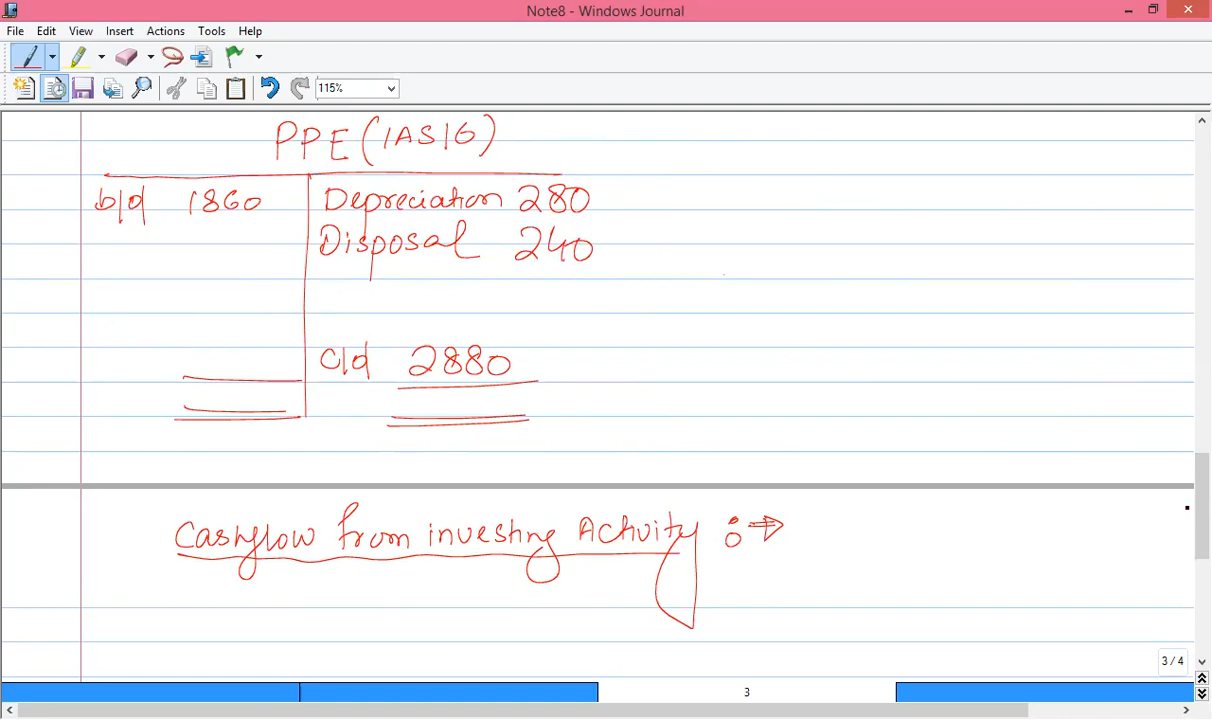 Note8 - Windows Journal
File Edit View Insert Actions Tools Help
115%
PPE (IAS16)
b/d 1860 Depreciation 280
Disposal 240
c/d 2880
Cashflow from investing Activity :⇒
3 / 4
3